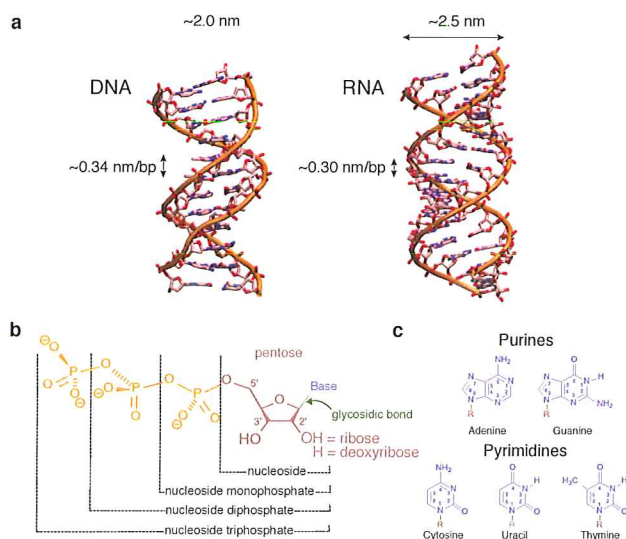 a
~2.0 nm
~2.5 nm
DNA
RNA
~0.34 nm/bp
~0.30 nm/bp
b
pentose
Base
glycosidic bond
5'
3'
2'
O
O
O
O
P
P
P
O
O
O
O
O
O
O
HO
OH = ribose
H = deoxyribose
nucleoside
nucleoside monophosphate
nucleoside diphosphate
nucleoside triphosphate
c
Purines
NH₂
O
N
N
N
N
R
N
N
N
N
H
NH₂
R
Adenine
Guanine
Pyrimidines
NH₂
O
O
H₃C
N
N
O
R
N
H
N
O
R
N
H
N
O
R
Cytosine
Uracil
Thymine